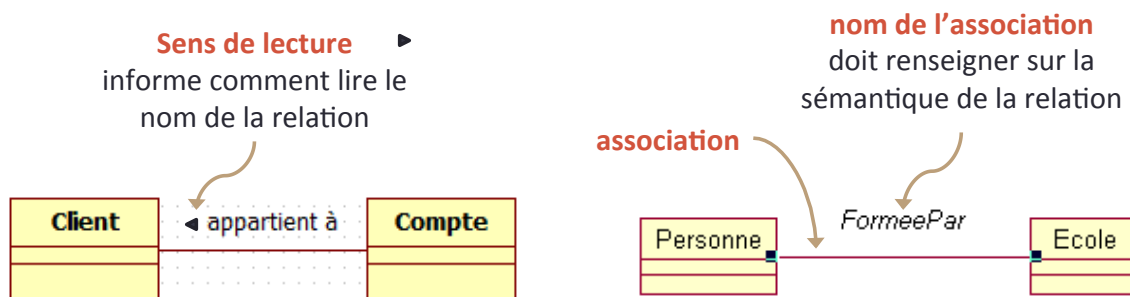 Sens de lecture ►
informe comment lire le
nom de la relation
Client
◄ appartient à
Compte
nom de l’association
doit renseigner sur la
sémantique de la relation
association
Personne
FormeePar
Ecole